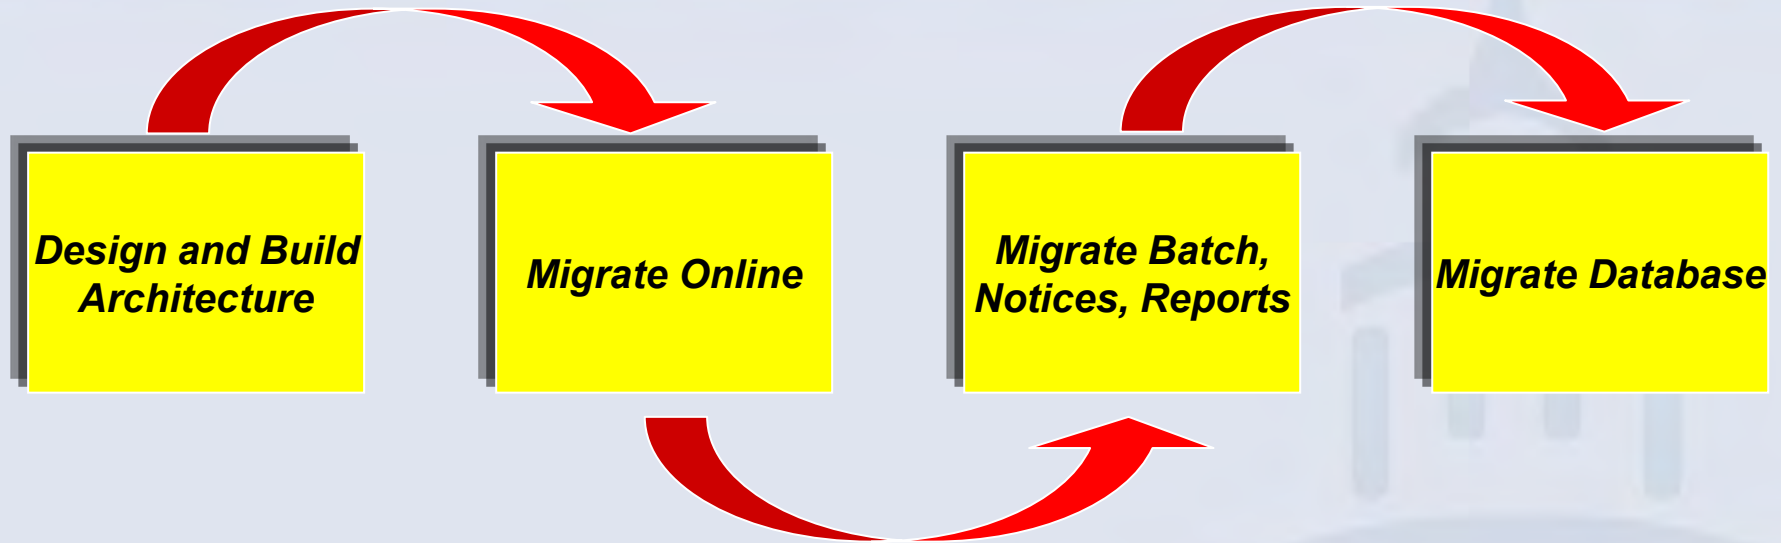 Design and Build
Architecture
Migrate Online
Migrate Batch,
Notices, Reports
Migrate Database